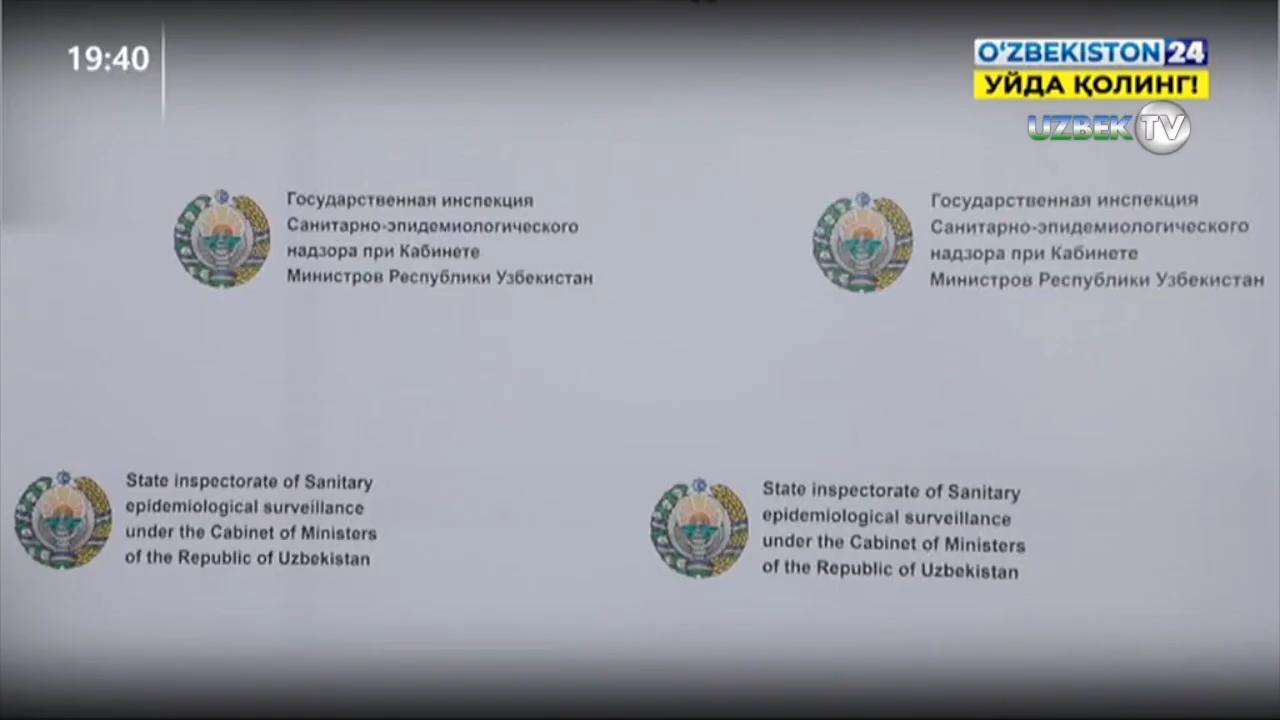 19:40
O‘ZBEKISTON 24
УЙДА ҚОЛИНГ!
UZBEK TV
Государственная инспекция
Санитарно-эпидемиологического
надзора при Кабинете
Министров Республики Узбекистан
Государственная инспекция
Санитарно-эпидемиологического
надзора при Кабинете
Министров Республики Узбекистан
State inspectorate of Sanitary
epidemiological surveillance
under the Cabinet of Ministers
of the Republic of Uzbekistan
State inspectorate of Sanitary
epidemiological surveillance
under the Cabinet of Ministers
of the Republic of Uzbekistan